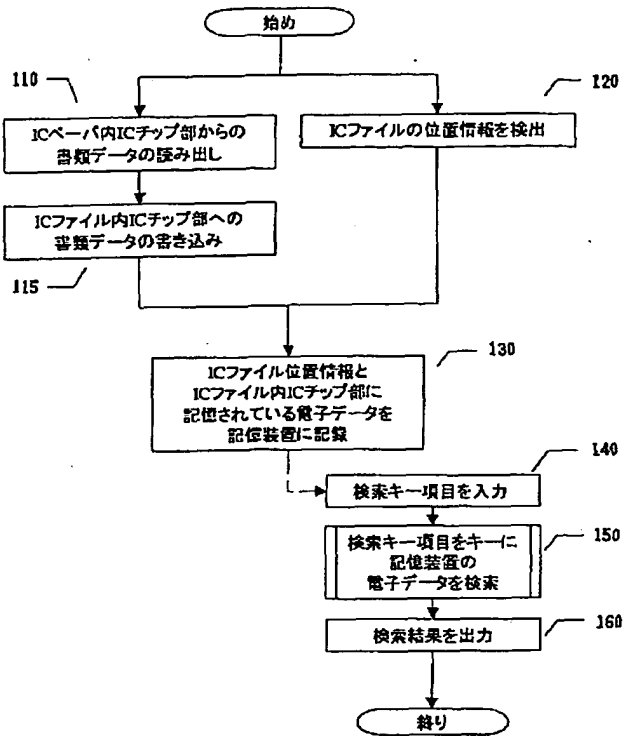 始め
110
120
ICペーパ内ICチップ部からの
書類データの読み出し
ICファイルの位置情報を検出
ICファイル内ICチップ部への
書類データの書き込み
115
130
ICファイル位置情報と
ICファイル内ICチップ部に
記憶されている電子データを
記憶装置に記録
140
検索キー項目を入力
150
検索キー項目をキーに
記憶装置の
電子データを検索
160
検索結果を出力
終り